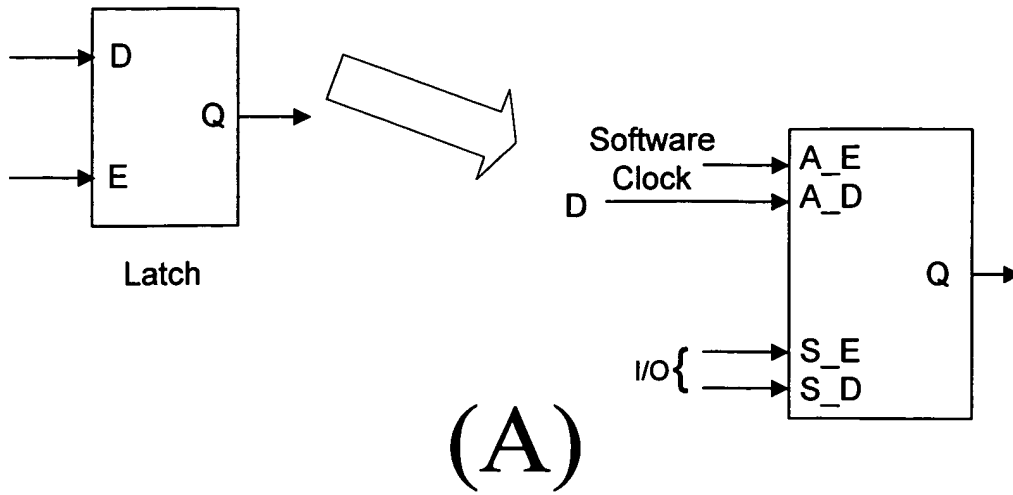 D
Q
E
Latch
Software
Clock
D
A_E
A_D
Q
I/O {
S_E
S_D
(A)